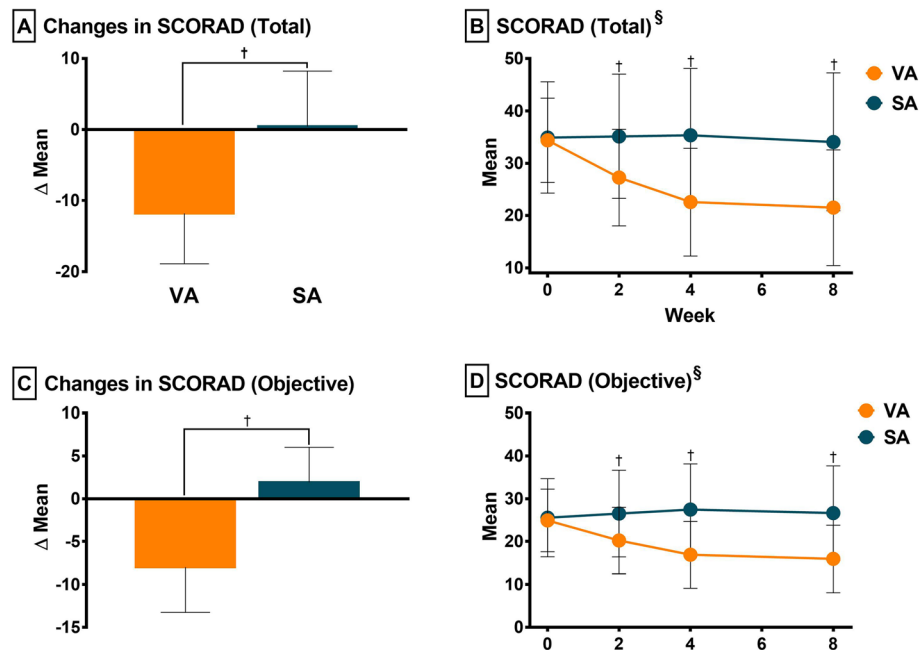 A Changes in SCORAD (Total)
†
10
0
-10
-20
Δ Mean
VA SA
B SCORAD (Total)§
VA
SA
† † †
50
40
30
20
10
Mean
0 2 4 6 8
Week
C Changes in SCORAD (Objective)
†
10
5
0
-5
-10
-15
Δ Mean
D SCORAD (Objective)§
VA
SA
† † †
50
40
30
20
10
0
Mean
0 2 4 6 8